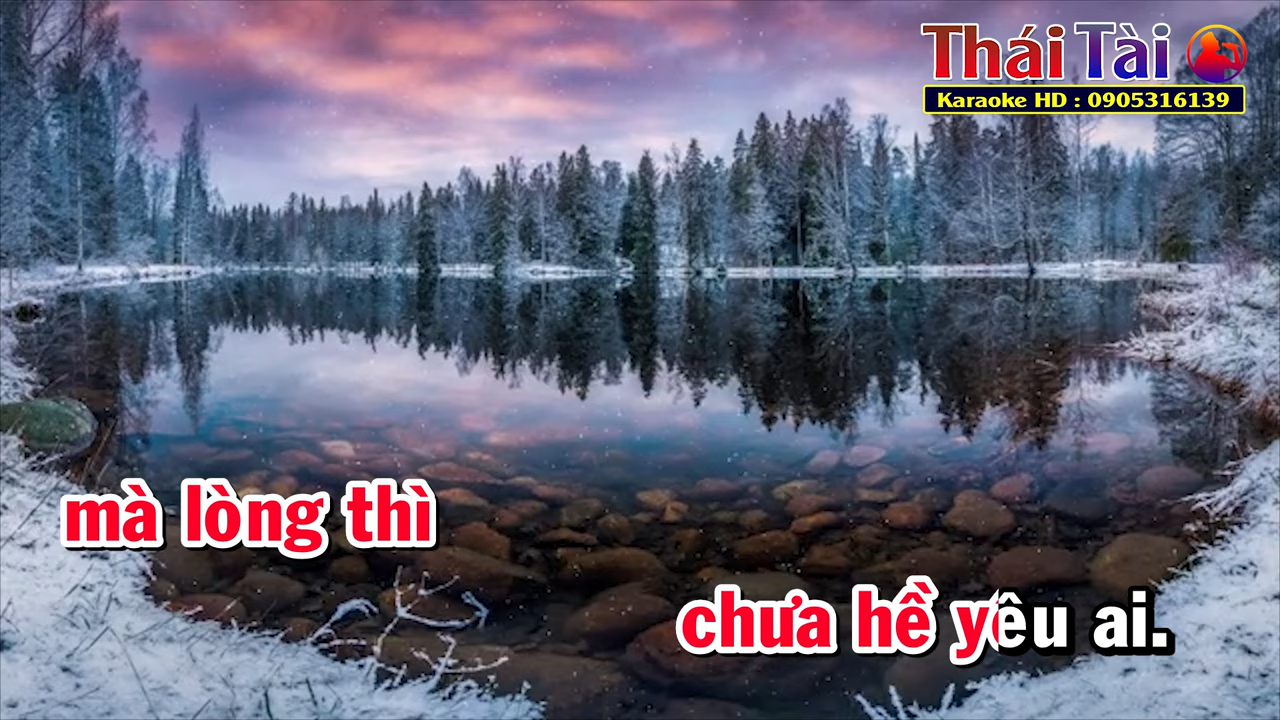 Thái Tài
Karaoke HD : 0905316139
mà lòng thì
chưa hề yêu ai.